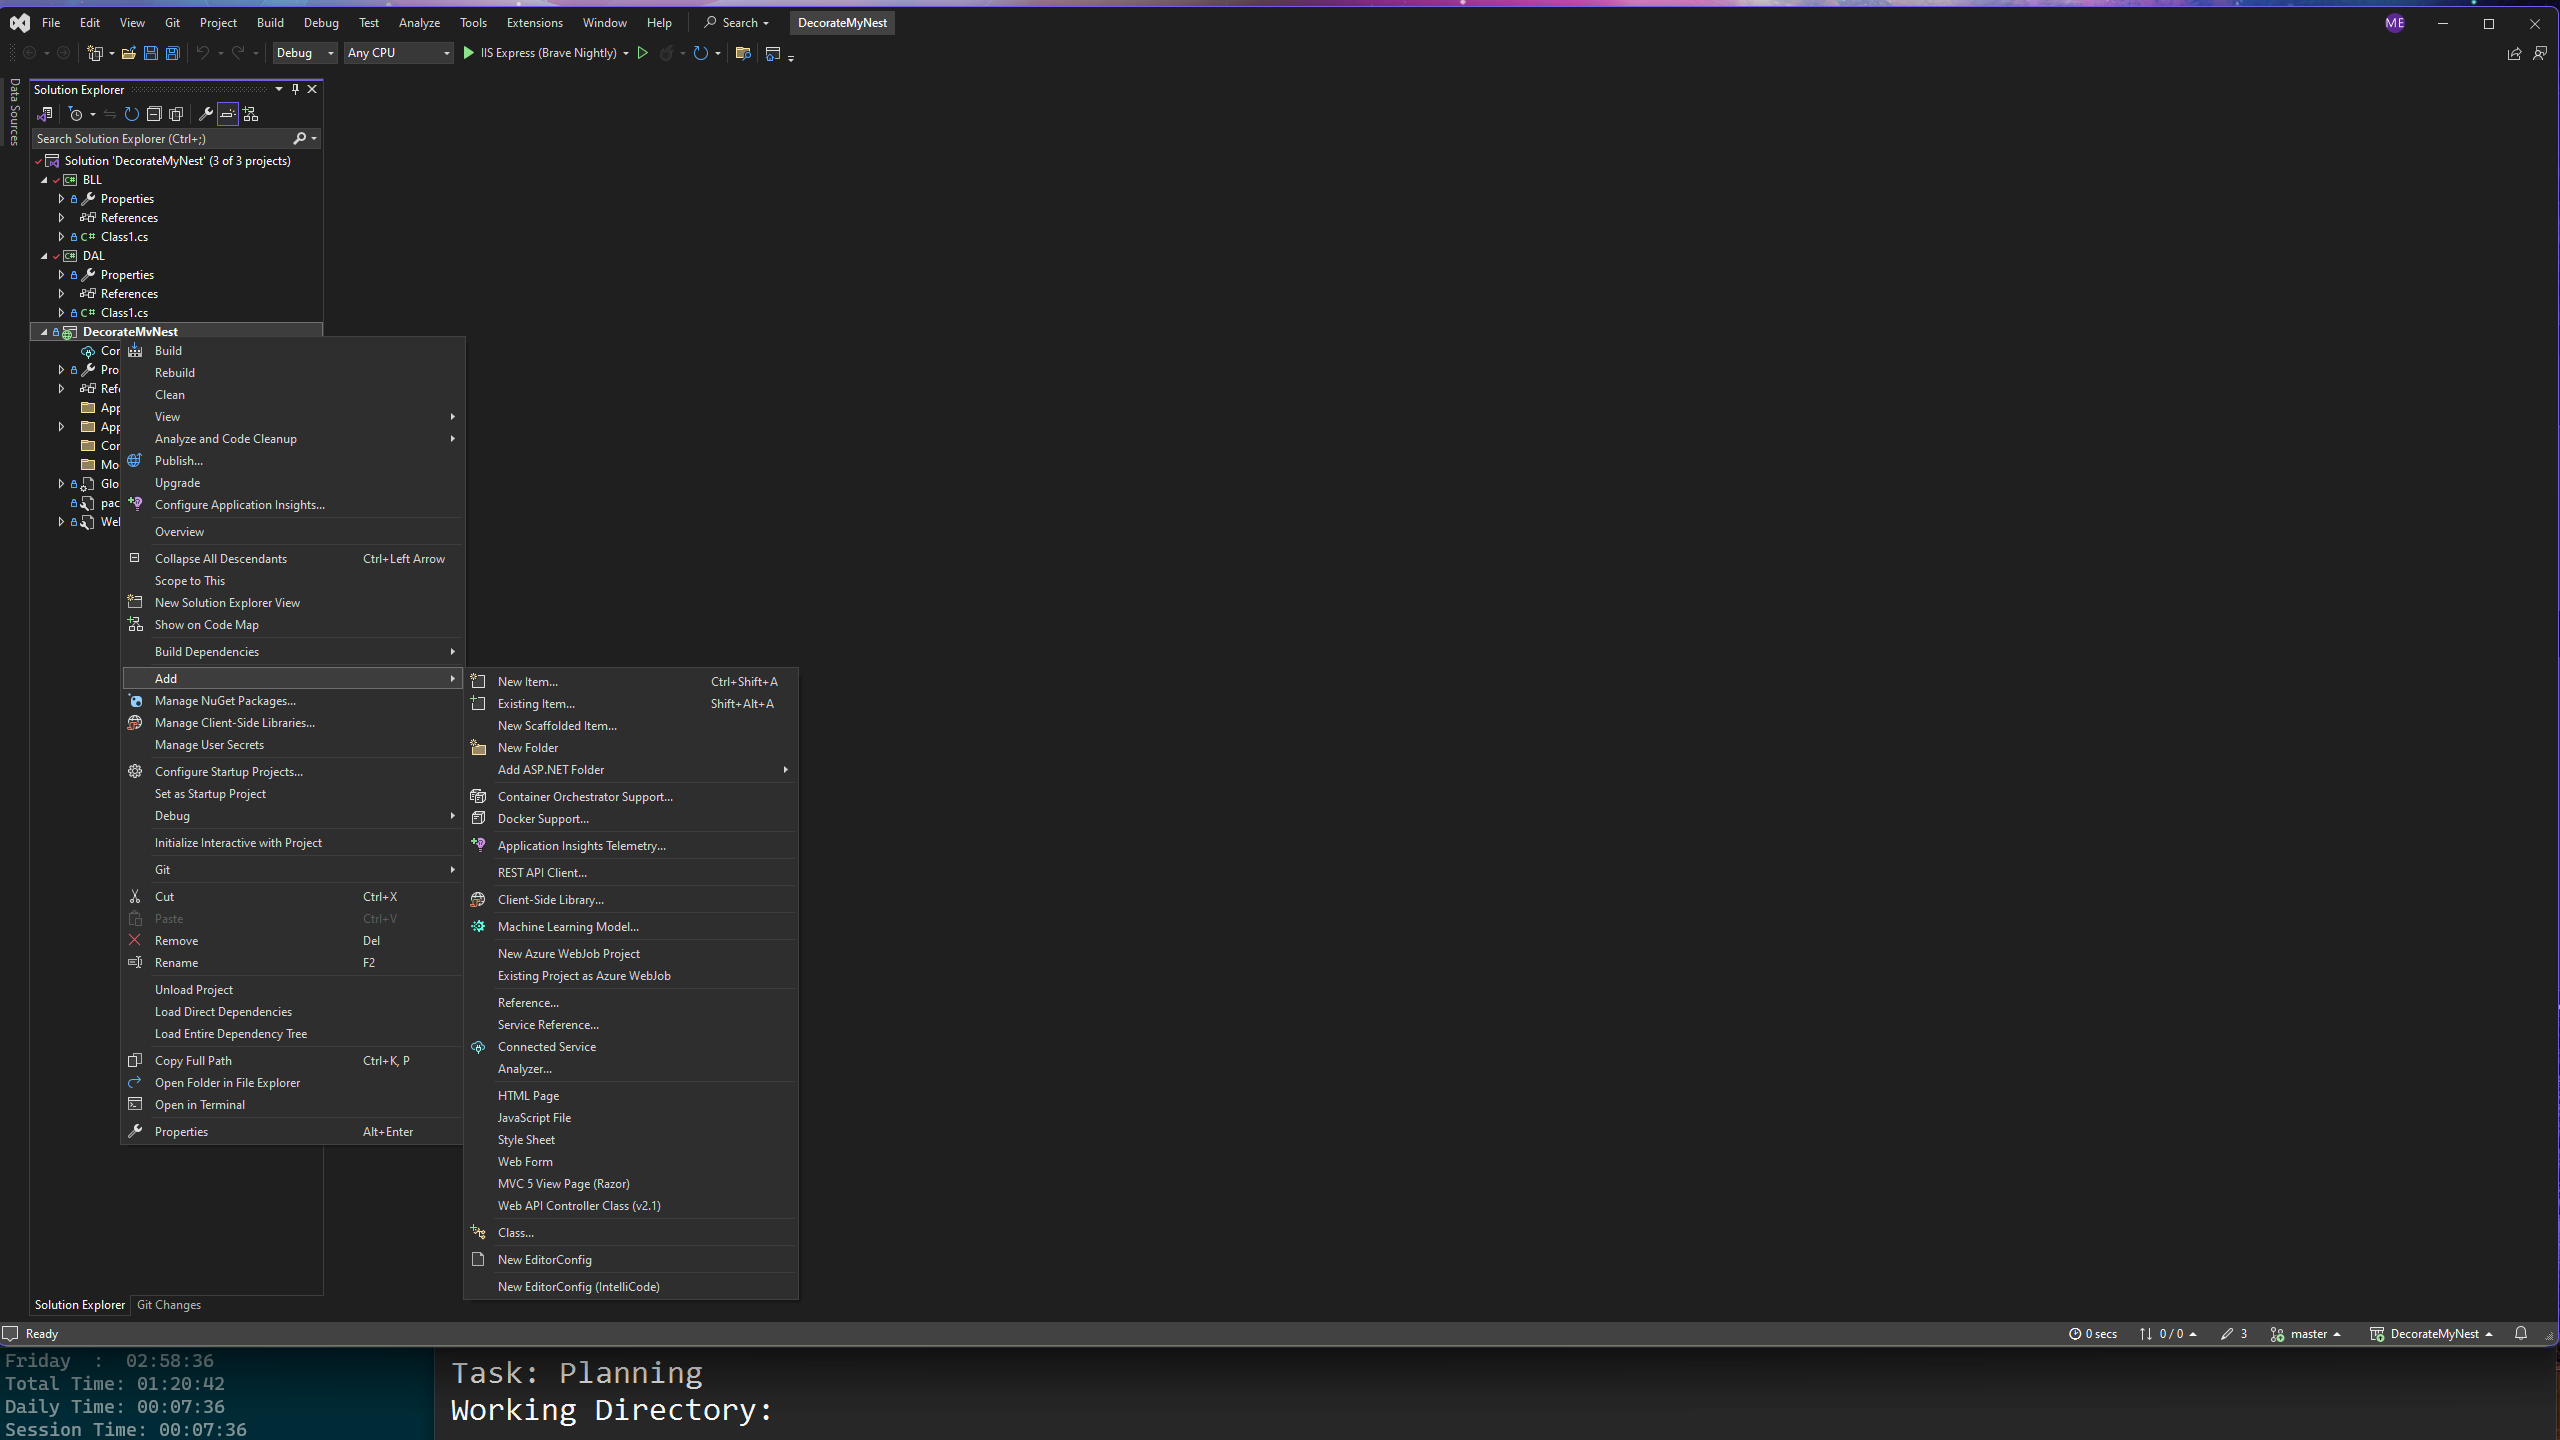 File Edit View Git Project Build Debug Test Analyze Tools Extensions Window Help Search DecorateMyNest ME
Debug Any CPU IIS Express (Brave Nightly)
Data Sources
Solution Explorer
Search Solution Explorer (Ctrl+;)
Solution 'DecorateMyNest' (3 of 3 projects)
BLL
Properties
References
C# Class1.cs
DAL
Properties
References
C# Class1.cs
DecorateMyNest
Cor
Pro
Refe
App
App
Cor
Mo
Glo
pac
Wel
Build
Rebuild
Clean
View
Analyze and Code Cleanup
Publish...
Upgrade
Configure Application Insights...
Overview
Collapse All Descendants Ctrl+Left Arrow
Scope to This
New Solution Explorer View
Show on Code Map
Build Dependencies
Add
Manage NuGet Packages...
Manage Client-Side Libraries...
Manage User Secrets
Configure Startup Projects...
Set as Startup Project
Debug
Initialize Interactive with Project
Git
Cut Ctrl+X
Paste Ctrl+V
Remove Del
Rename F2
Unload Project
Load Direct Dependencies
Load Entire Dependency Tree
Copy Full Path Ctrl+K, P
Open Folder in File Explorer
Open in Terminal
Properties Alt+Enter
New Item... Ctrl+Shift+A
Existing Item... Shift+Alt+A
New Scaffolded Item...
New Folder
Add ASP.NET Folder
Container Orchestrator Support...
Docker Support...
Application Insights Telemetry...
REST API Client...
Client-Side Library...
Machine Learning Model...
New Azure WebJob Project
Existing Project as Azure WebJob
Reference...
Service Reference...
Connected Service
Analyzer...
HTML Page
JavaScript File
Style Sheet
Web Form
MVC 5 View Page (Razor)
Web API Controller Class (v2.1)
Class...
New EditorConfig
New EditorConfig (IntelliCode)
Solution Explorer Git Changes
Ready 0 secs 0 / 0 3 master DecorateMyNest
Friday : 02:58:36
Total Time: 01:20:42
Daily Time: 00:07:36
Session Time: 00:07:36
Task: Planning
Working Directory: